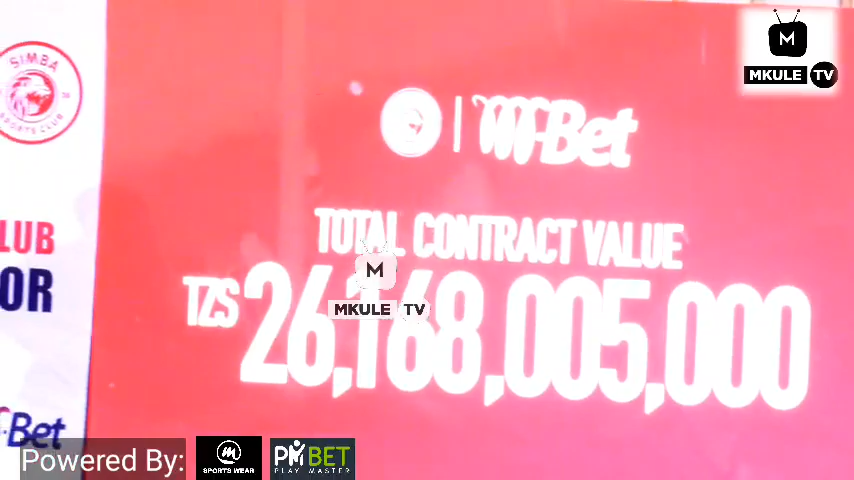 M
MKULE TV
SIMBA
SPORTS CLUB
Bet
TOTAL CONTRACT VALUE
TZS 26,168,005,000
M
MKULE TV
LUB
OR
Bet
Powered By:
SPORTS WEAR
PMBET
PLAY MASTER